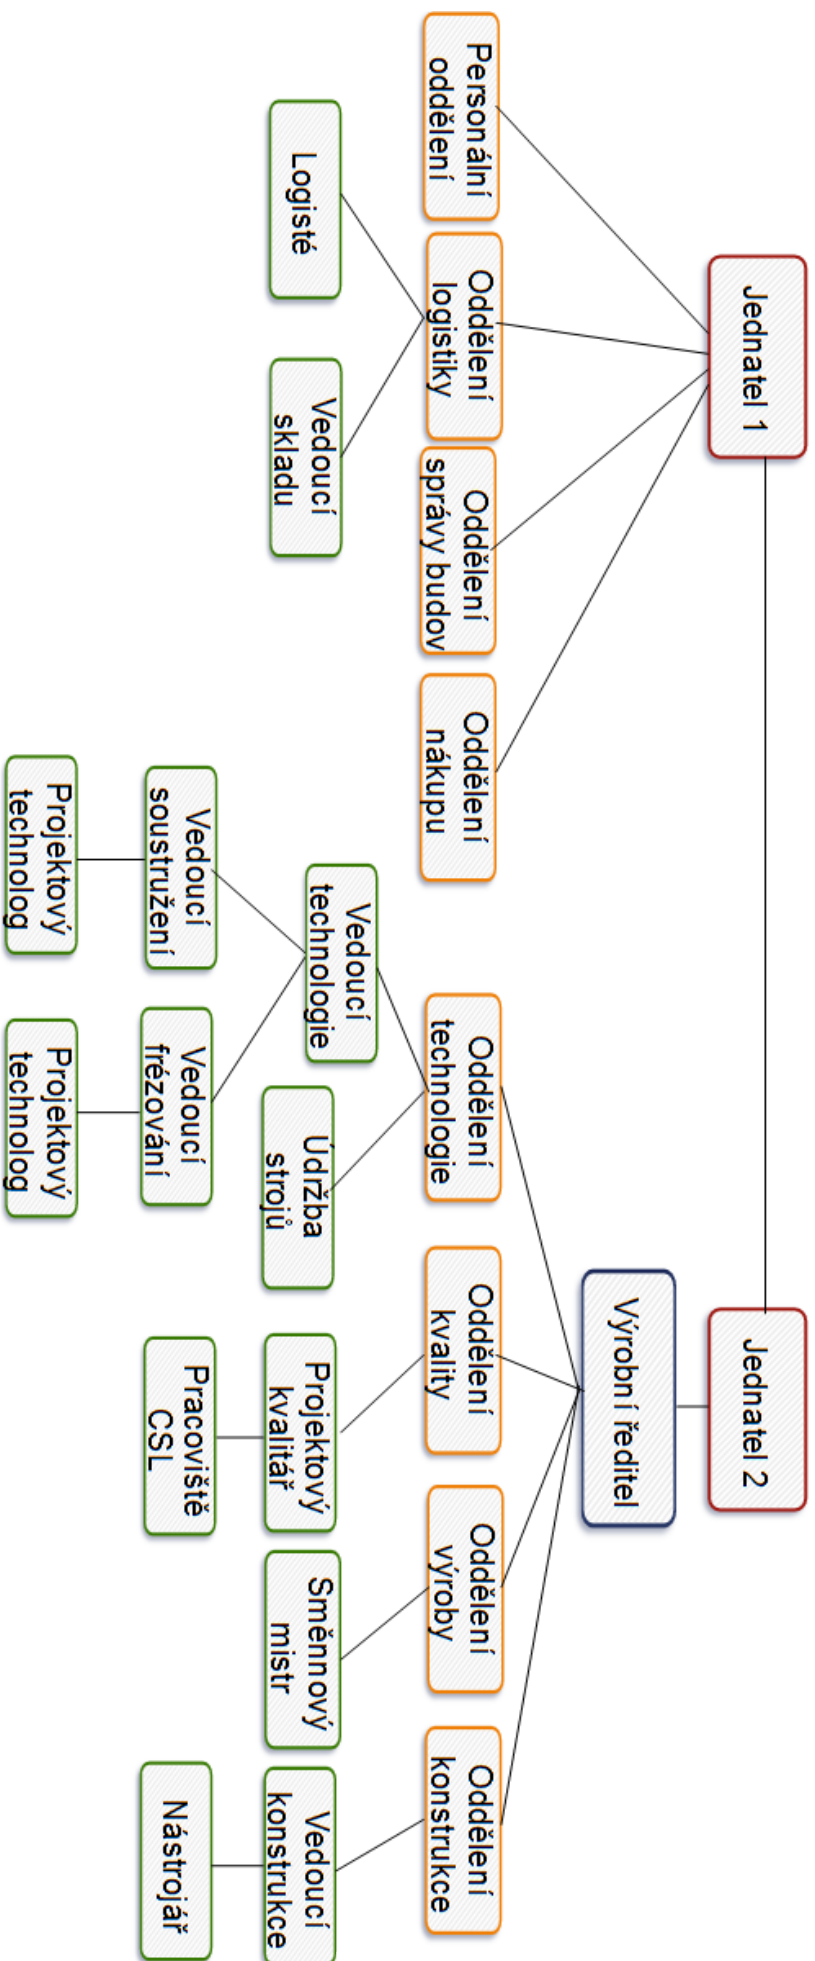 Jednatel 1
Jednatel 2
Výrobní ředitel
Personální
oddělení
Oddělení
logistiky
Oddělení
správy budov
Oddělení
nákupu
Oddělení
technologie
Oddělení
kvality
Oddělení
výroby
Oddělení
konstrukce
Logisté
Vedoucí
skladu
Vedoucí
technologie
Údržba
strojů
Projektový
kvalitář
Směnnový
mistr
Vedoucí
konstrukce
Vedoucí
soustružení
Vedoucí
frézování
Pracoviště
CSL
Nástrojář
Projektový
technolog
Projektový
technolog